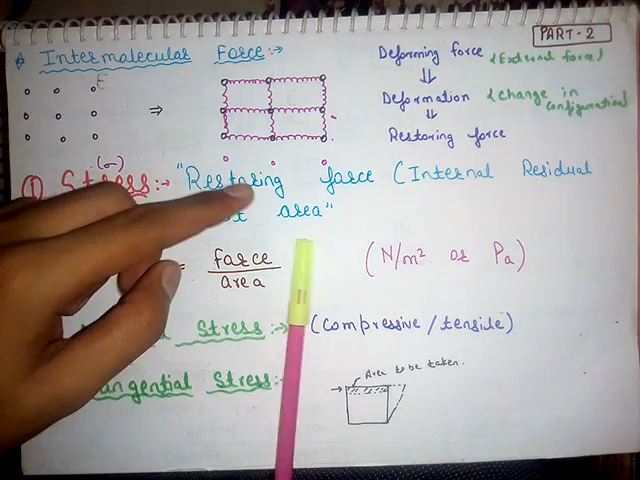 PART-2
# Intermolecular Force:→
E
⇒
Deforming force (External force)
⇓
Deformation (change in configuration)
⇓
Restoring force
(σ)
① Stress:→ "Restoring force (Internal Residual
area"
= force
area
(N/m² or Pa)
Stress:→ (compressive/tensile)
Stress:
Area to be taken.